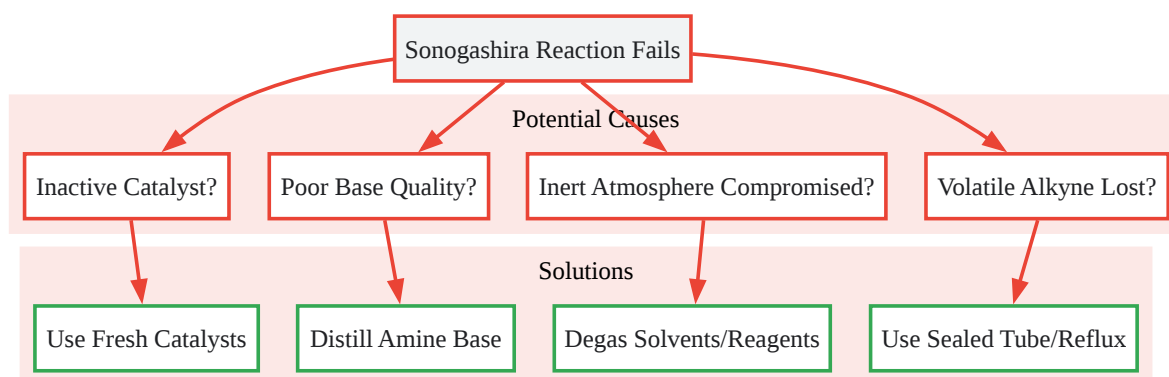 Sonogashira Reaction Fails
Potential Causes
Inactive Catalyst?
Poor Base Quality?
Inert Atmosphere Compromised?
Volatile Alkyne Lost?
Solutions
Use Fresh Catalysts
Distill Amine Base
Degas Solvents/Reagents
Use Sealed Tube/Reflux